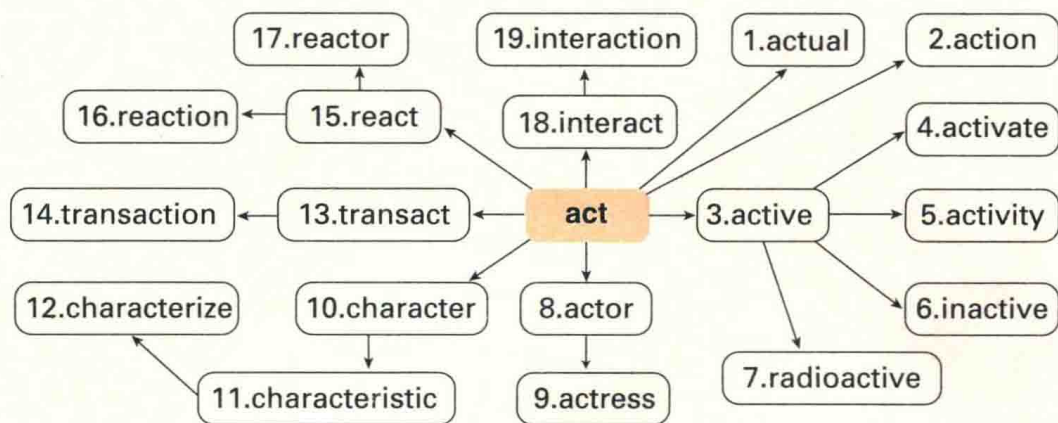 17.reactor
19.interaction
1.actual
2.action
16.reaction
15.react
18.interact
4.activate
14.transaction
13.transact
act
3.active
5.activity
12.characterize
10.character
8.actor
6.inactive
11.characteristic
9.actress
7.radioactive